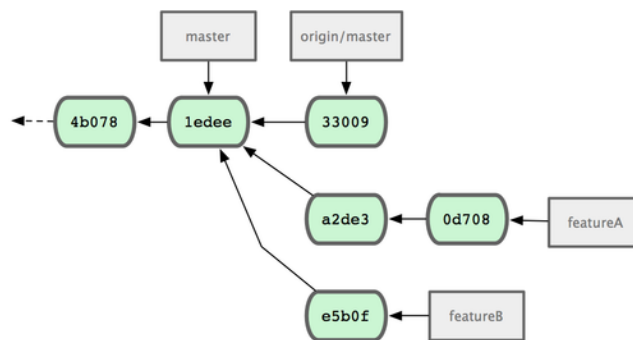 master
origin/master
4b078
1edee
33009
a2de3
0d708
featureA
e5b0f
featureB